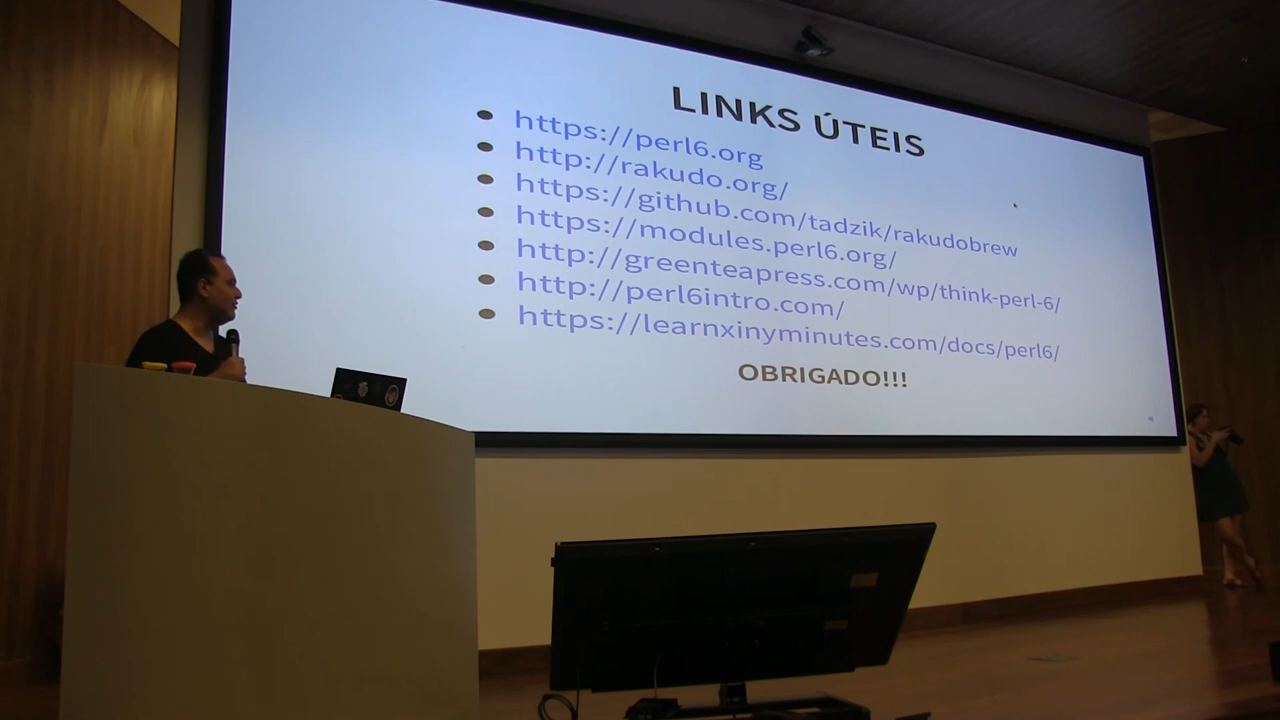 LINKS ÚTEIS
https://perl6.org
http://rakudo.org/
https://github.com/tadzik/rakudobrew
https://modules.perl6.org/
http://greenteapress.com/wp/think-perl-6/
http://perl6intro.com/
https://learnxinyminutes.com/docs/perl6/
OBRIGADO!!!